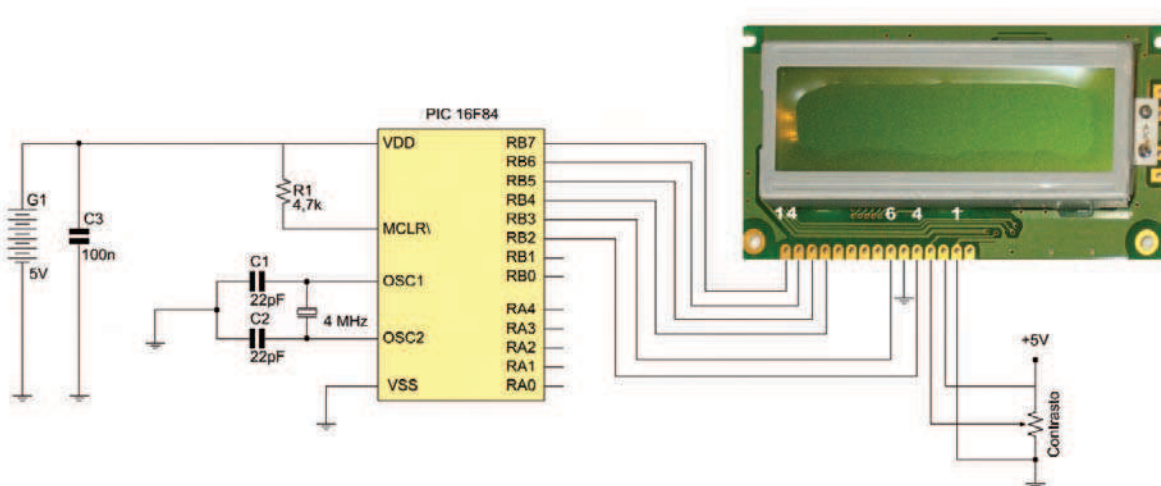 PIC 16F84
VDD
MCLR\
OSC1
OSC2
VSS
RB7
RB6
RB5
RB4
RB3
RB2
RB1
RB0
RA4
RA3
RA2
RA1
RA0
G1
5V
C3
100n
R1
4,7k
C1
22pF
C2
22pF
4 MHz
14
6
4
1
+5V
Contrasto